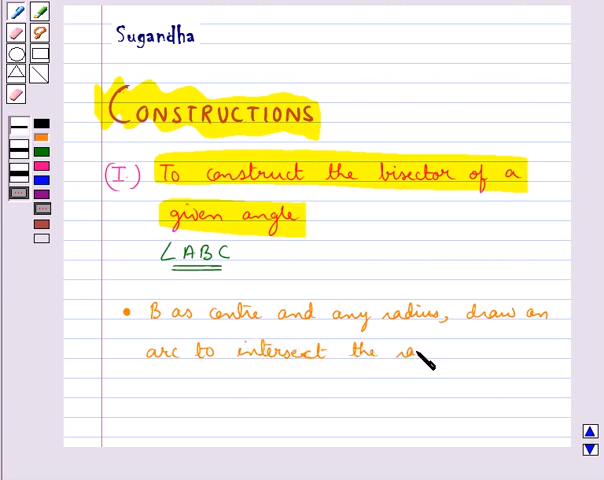 Sugandha
CONSTRUCTIONS
(I.) To construct the bisector of a
given angle
∠ABC
• B as centre and any radius, draw an
arc to intersect the ra